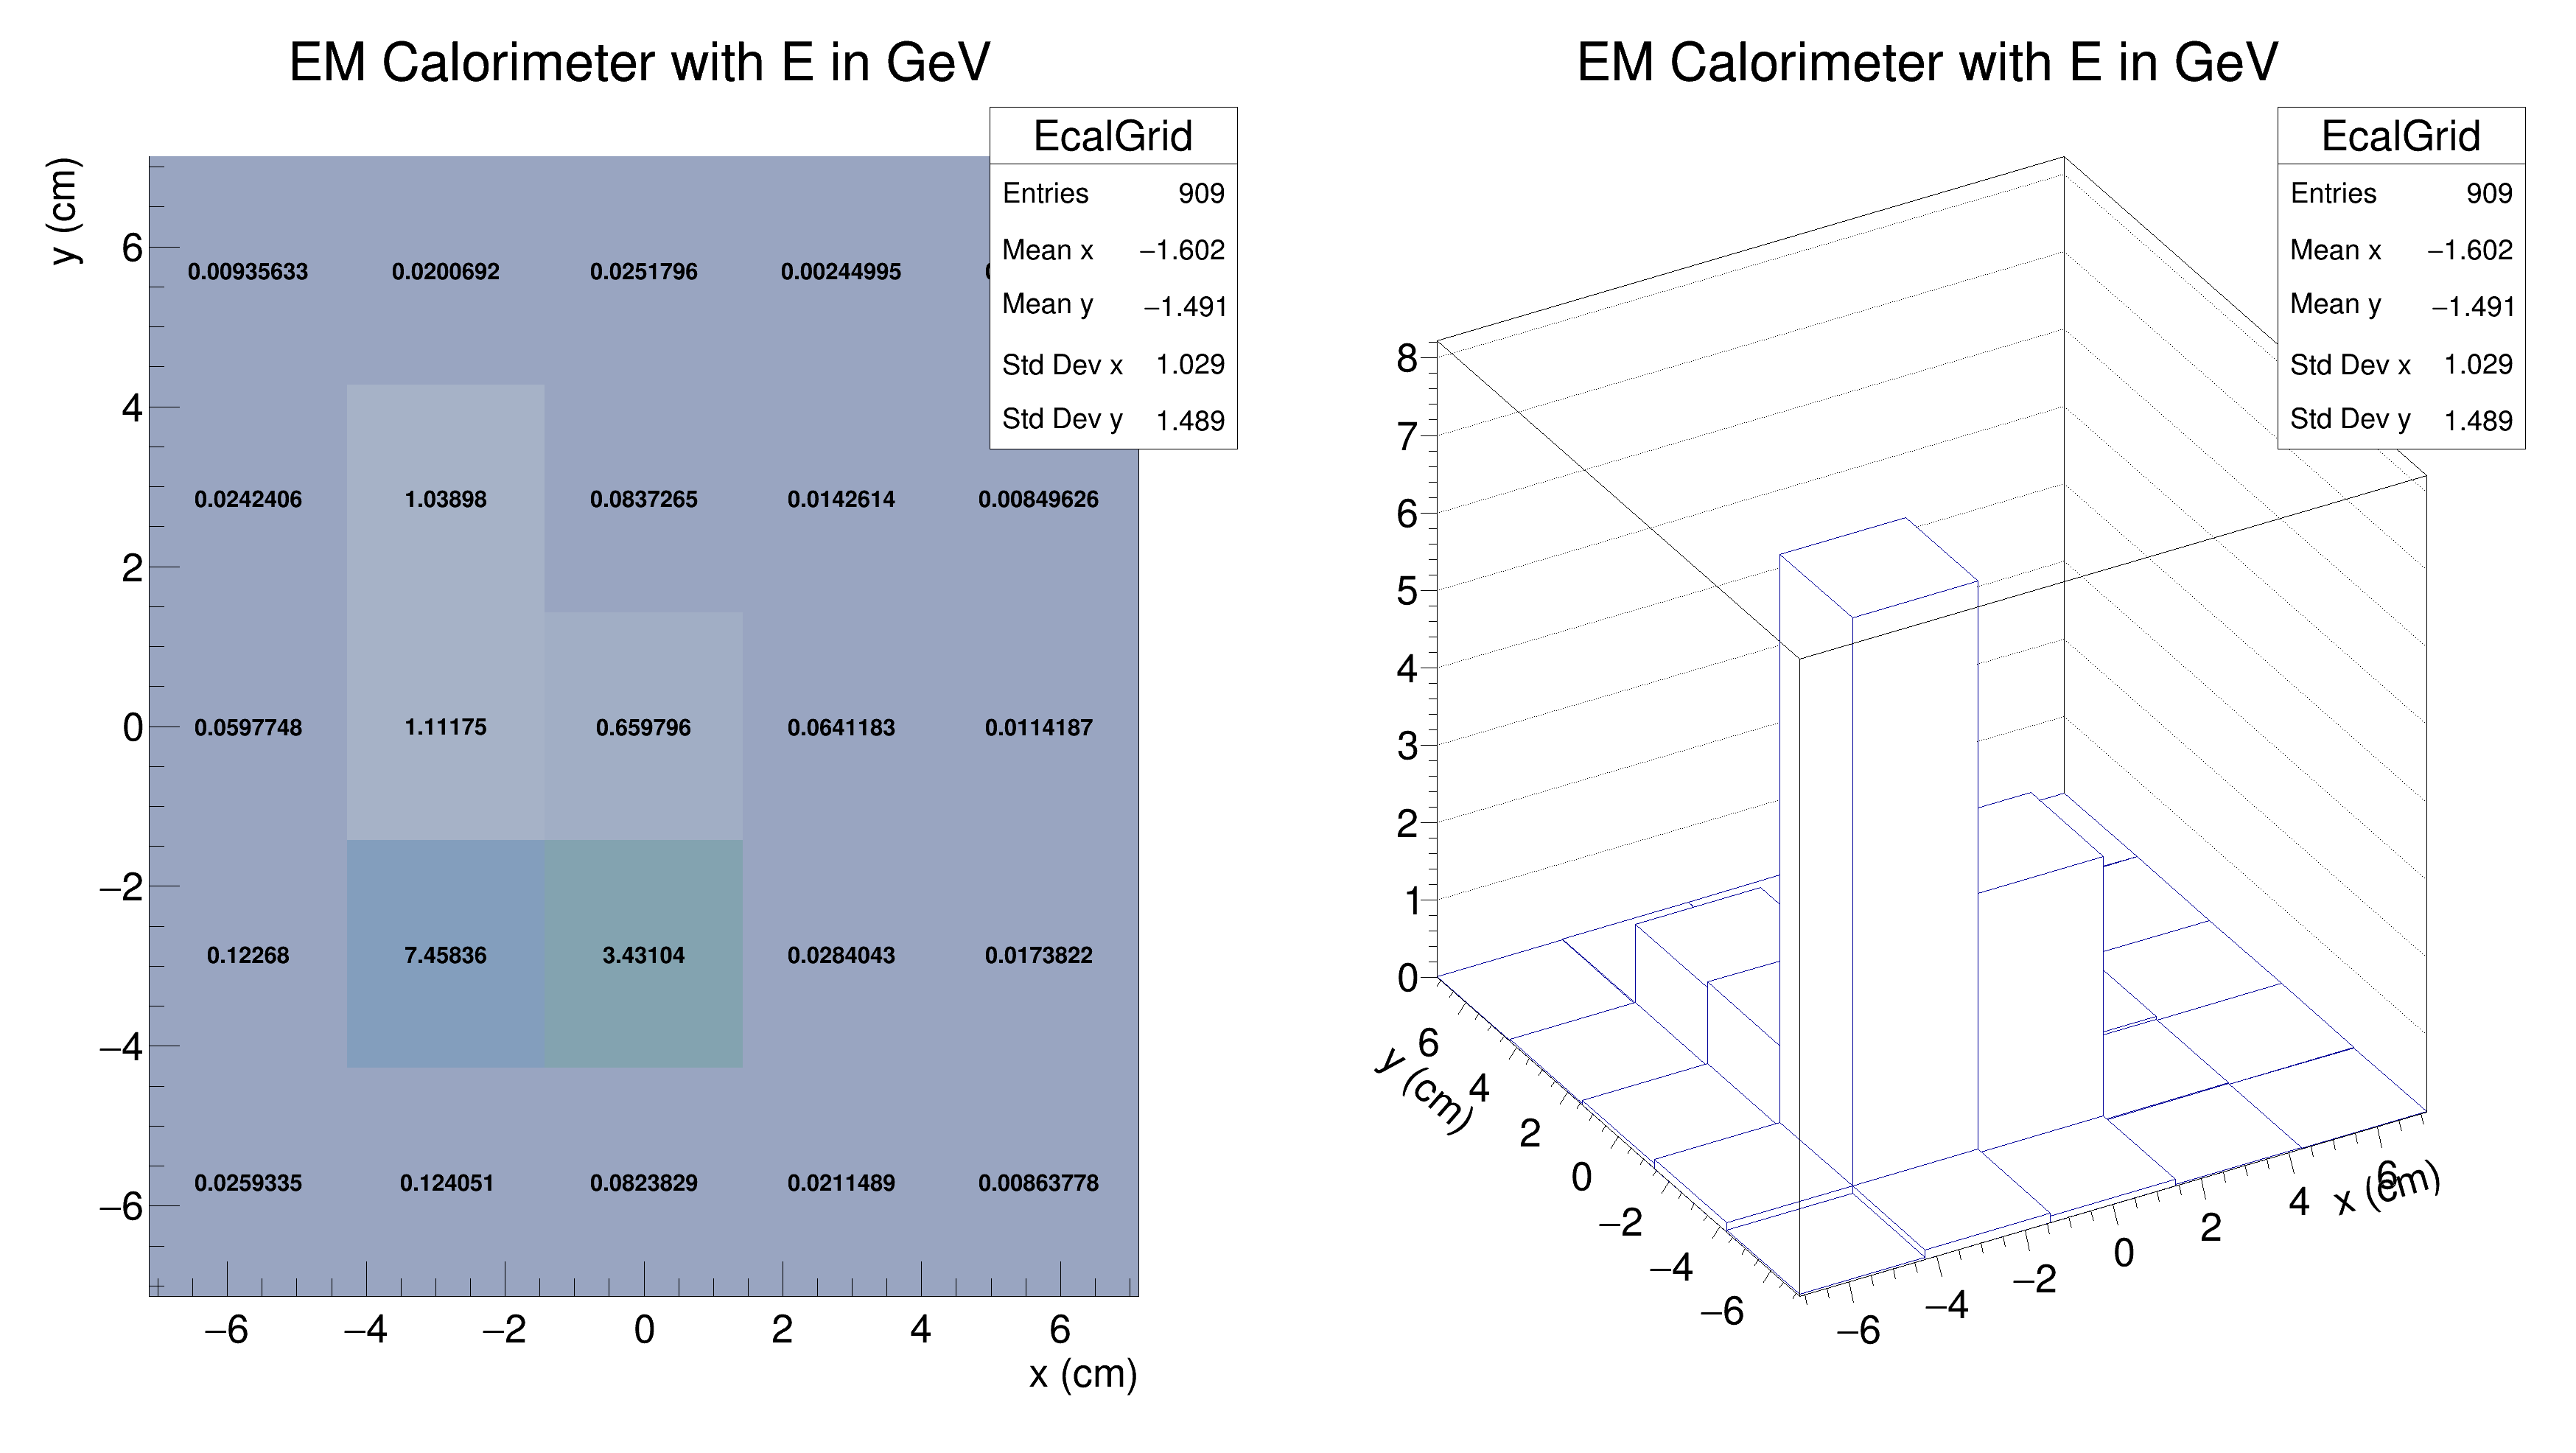 EM Calorimeter with E in GeV
EcalGrid
Entries 909
Mean x −1.602
Mean y −1.491
Std Dev x 1.029
Std Dev y 1.489
y (cm)
6
4
2
0
−2
−4
−6
0.00935633 0.0200692 0.0251796 0.00244995
0.0242406 1.03898 0.0837265 0.0142614 0.00849626
0.0597748 1.11175 0.659796 0.0641183 0.0114187
0.12268 7.45836 3.43104 0.0284043 0.0173822
0.0259335 0.124051 0.0823829 0.0211489 0.00863778
−6 −4 −2 0 2 4 6
x (cm)
EM Calorimeter with E in GeV
EcalGrid
Entries 909
Mean x −1.602
Mean y −1.491
Std Dev x 1.029
Std Dev y 1.489
8
7
6
5
4
3
2
1
0
6
4
2
0
−2
−4
−6
y (cm)
−6
−4
−2
0
2
4
6
x (cm)